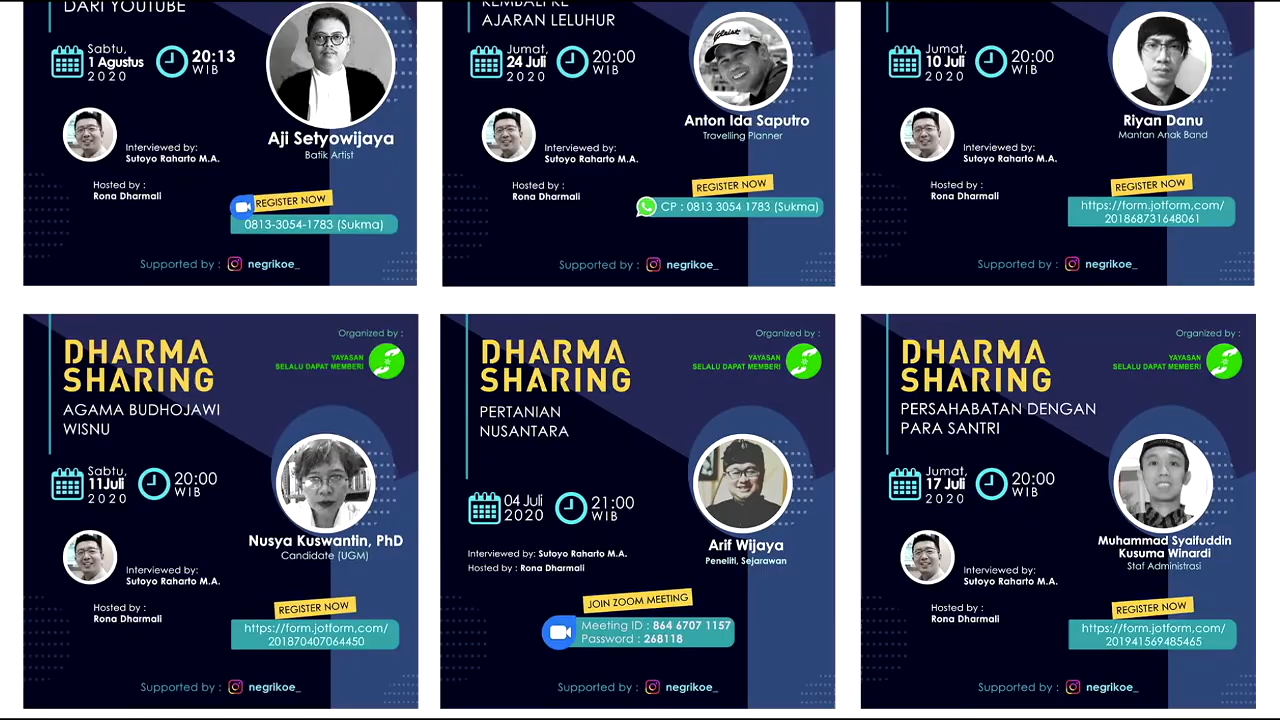 DARI YOUTUBE
Sabtu,
1 Agustus
2020
20:13
WIB
Aji Setyowijaya
Batik Artist
Interviewed by:
Sutoyo Raharto M.A.
Hosted by :
Rona Dharmali
REGISTER NOW
0813-3054-1783 (Sukma)
Supported by : negrikoe_
KEMBALI KE
AJARAN LELUHUR
Jumat,
24 Juli
2020
20:00
WIB
Anton Ida Saputro
Travelling Planner
Interviewed by:
Sutoyo Raharto M.A.
Hosted by :
Rona Dharmali
REGISTER NOW
CP : 0813 3054 1783 (Sukma)
Supported by : negrikoe_
Jumat,
10 Juli
2020
20:00
WIB
Riyan Danu
Mantan Anak Band
Interviewed by:
Sutoyo Raharto M.A.
Hosted by :
Rona Dharmali
REGISTER NOW
https://form.jotform.com/
201868731648061
Supported by : negrikoe_
Organized by :
YAYASAN
SELALU DAPAT MEMBERI
DHARMA
SHARING
AGAMA BUDHOJAWI
WISNU
Sabtu,
11 Juli
2020
20:00
WIB
Nusya Kuswantin, PhD
Candidate (UGM)
Interviewed by:
Sutoyo Raharto M.A.
Hosted by :
Rona Dharmali
REGISTER NOW
https://form.jotform.com/
201870407064450
Supported by : negrikoe_
Organized by :
YAYASAN
SELALU DAPAT MEMBERI
DHARMA
SHARING
PERTANIAN
NUSANTARA
04 Juli
2020
21:00
WIB
Arif Wijaya
Peneliti, Sejarawan
Interviewed by: Sutoyo Raharto M.A.
Hosted by : Rona Dharmali
JOIN ZOOM MEETING
Meeting ID : 864 6707 1157
Password : 268118
Supported by : negrikoe_
Organized by :
YAYASAN
SELALU DAPAT MEMBERI
DHARMA
SHARING
PERSAHABATAN DENGAN
PARA SANTRI
Jumat,
17 Juli
2020
20:00
WIB
Muhammad Syaifuddin
Kusuma Winardi
Staf Administrasi
Interviewed by:
Sutoyo Raharto M.A.
Hosted by :
Rona Dharmali
REGISTER NOW
https://form.jotform.com/
201941569485465
Supported by : negrikoe_